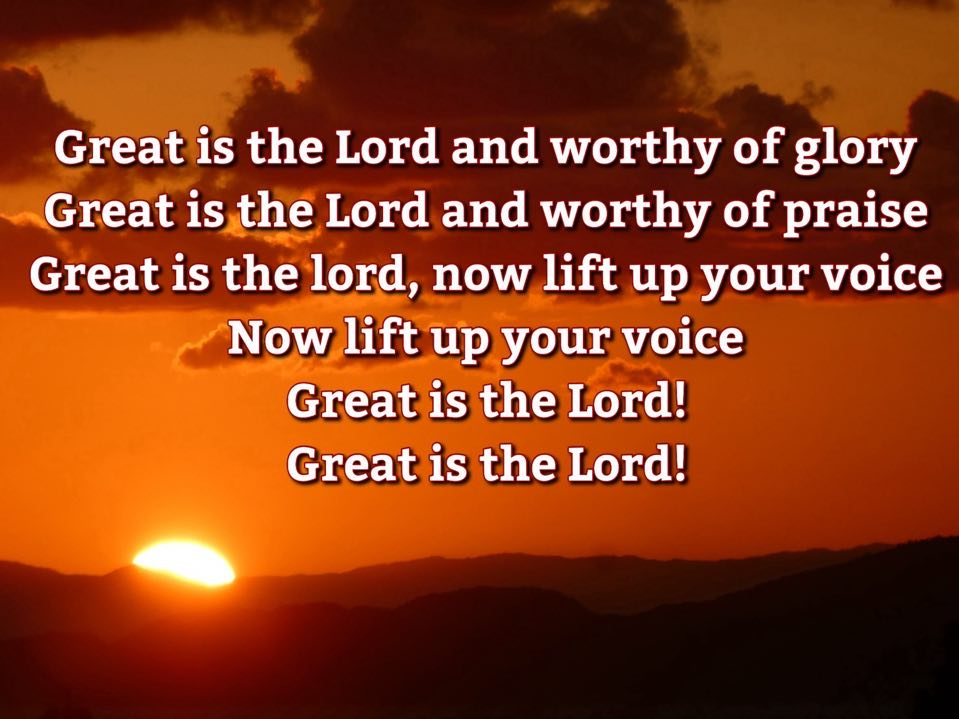 Great is the Lord and worthy of glory
Great is the Lord and worthy of praise
Great is the lord, now lift up your voice
Now lift up your voice
Great is the Lord!
Great is the Lord!